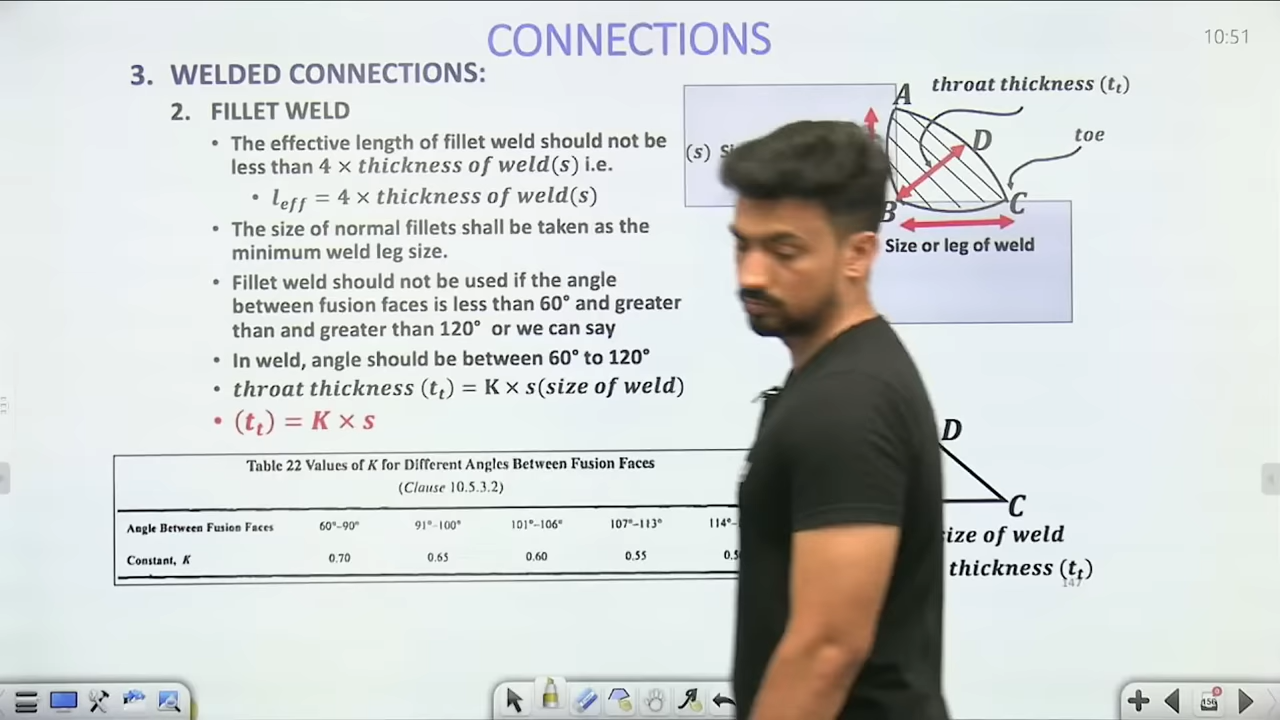 CONNECTIONS
10:51
3. WELDED CONNECTIONS:
2. FILLET WELD
• The effective length of fillet weld should not be
less than 4 × thickness of weld(s) i.e.
• l_eff = 4 × thickness of weld(s)
• The size of normal fillets shall be taken as the
minimum weld leg size.
• Fillet weld should not be used if the angle
between fusion faces is less than 60° and greater
than and greater than 120° or we can say
• In weld, angle should be between 60° to 120°
• throat thickness (t_t) = K × s(size of weld)
• (t_t) = K × s
throat thickness (t_t)
A
D
toe
(s)
B
C
Size or leg of weld
D
C
size of weld
thickness (t_t)
147
Table 22 Values of K for Different Angles Between Fusion Faces
(Clause 10.5.3.2)
Angle Between Fusion Faces 60°–90° 91°–100° 101°–106° 107°–113° 114°
Constant, K 0.70 0.65 0.60 0.55
156